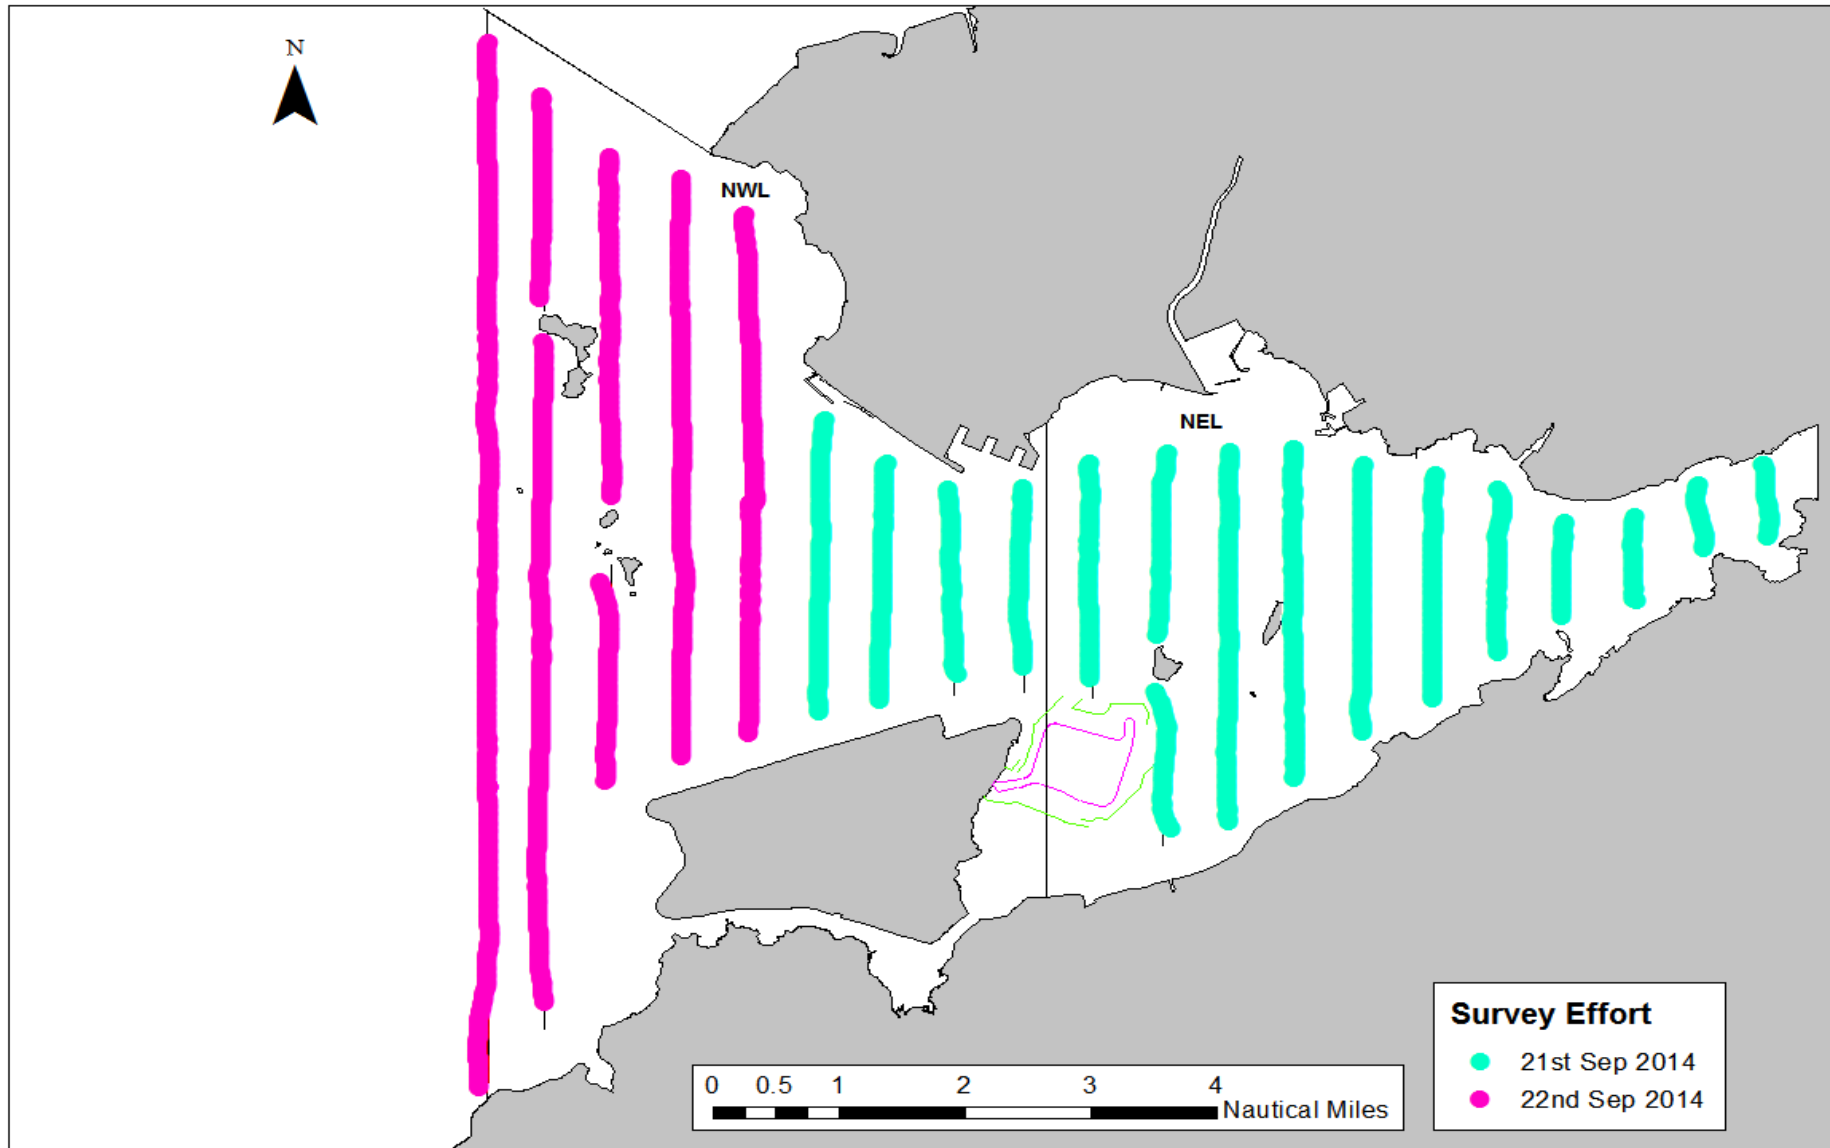 N
NWL
NEL
Survey Effort
21st Sep 2014
22nd Sep 2014
0 0.5 1 2 3 4
Nautical Miles